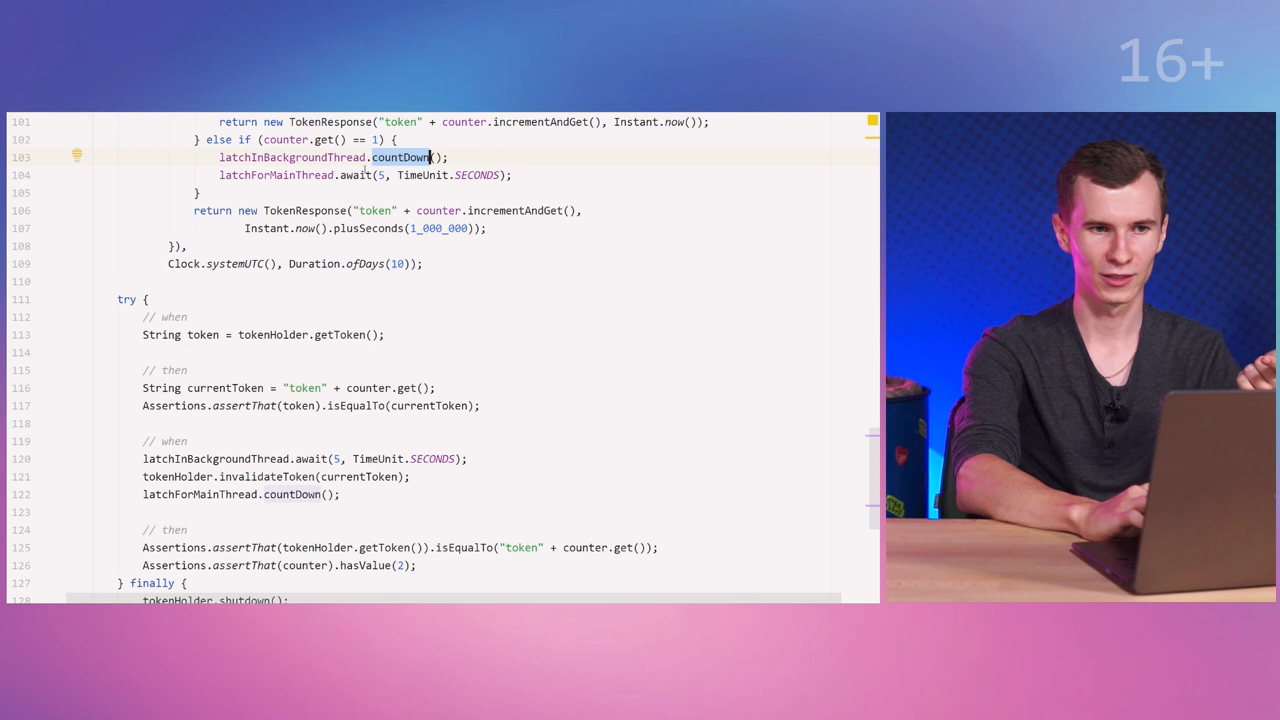 16+
101 return new TokenResponse("token" + counter.incrementAndGet(), Instant.now());
102 } else if (counter.get() == 1) {
103 latchInBackgroundThread.countDown();
104 latchForMainThread.await(5, TimeUnit.SECONDS);
105 }
106 return new TokenResponse("token" + counter.incrementAndGet(),
107 Instant.now().plusSeconds(1_000_000));
108 }),
109 Clock.systemUTC(), Duration.ofDays(10));
110
111 try {
112 // when
113 String token = tokenHolder.getToken();
114
115 // then
116 String currentToken = "token" + counter.get();
117 Assertions.assertThat(token).isEqualTo(currentToken);
118
119 // when
120 latchInBackgroundThread.await(5, TimeUnit.SECONDS);
121 tokenHolder.invalidateToken(currentToken);
122 latchForMainThread.countDown();
123
124 // then
125 Assertions.assertThat(tokenHolder.getToken()).isEqualTo("token" + counter.get());
126 Assertions.assertThat(counter).hasValue(2);
127 } finally {
128 tokenHolder.shutdown();